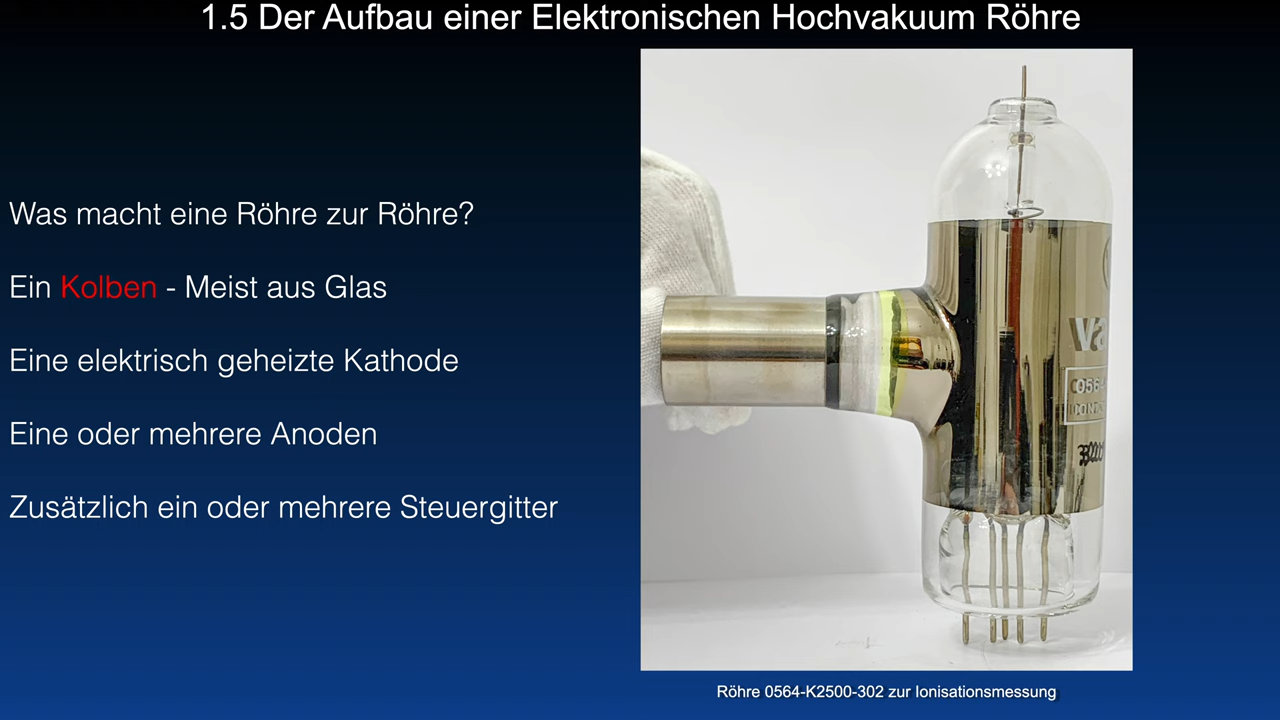 1.5 Der Aufbau einer Elektronischen Hochvakuum Röhre
Was macht eine Röhre zur Röhre?
Ein Kolben - Meist aus Glas
Eine elektrisch geheizte Kathode
Eine oder mehrere Anoden
Zusätzlich ein oder mehrere Steuergitter
va
0564
Röhre 0564-K2500-302 zur Ionisationsmessung